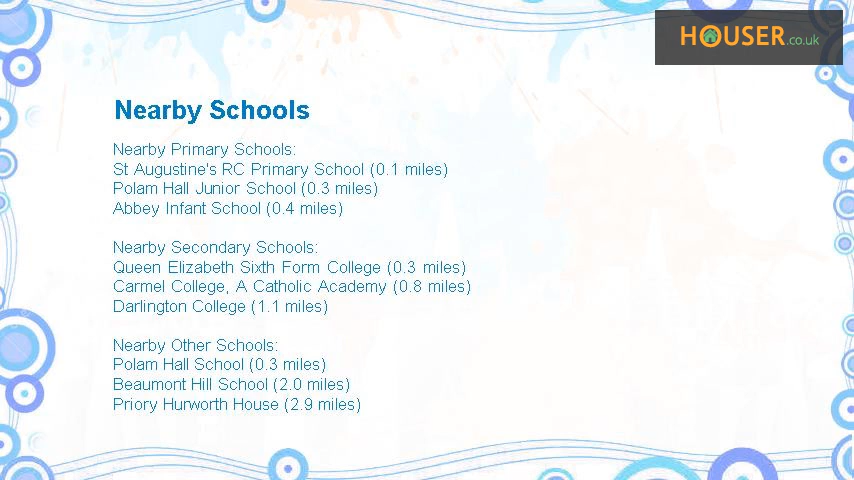 HOUSER.co.uk
Nearby Schools
Nearby Primary Schools:
St Augustine's RC Primary School (0.1 miles)
Polam Hall Junior School (0.3 miles)
Abbey Infant School (0.4 miles)
Nearby Secondary Schools:
Queen Elizabeth Sixth Form College (0.3 miles)
Carmel College, A Catholic Academy (0.8 miles)
Darlington College (1.1 miles)
Nearby Other Schools:
Polam Hall School (0.3 miles)
Beaumont Hill School (2.0 miles)
Priory Hurworth House (2.9 miles)